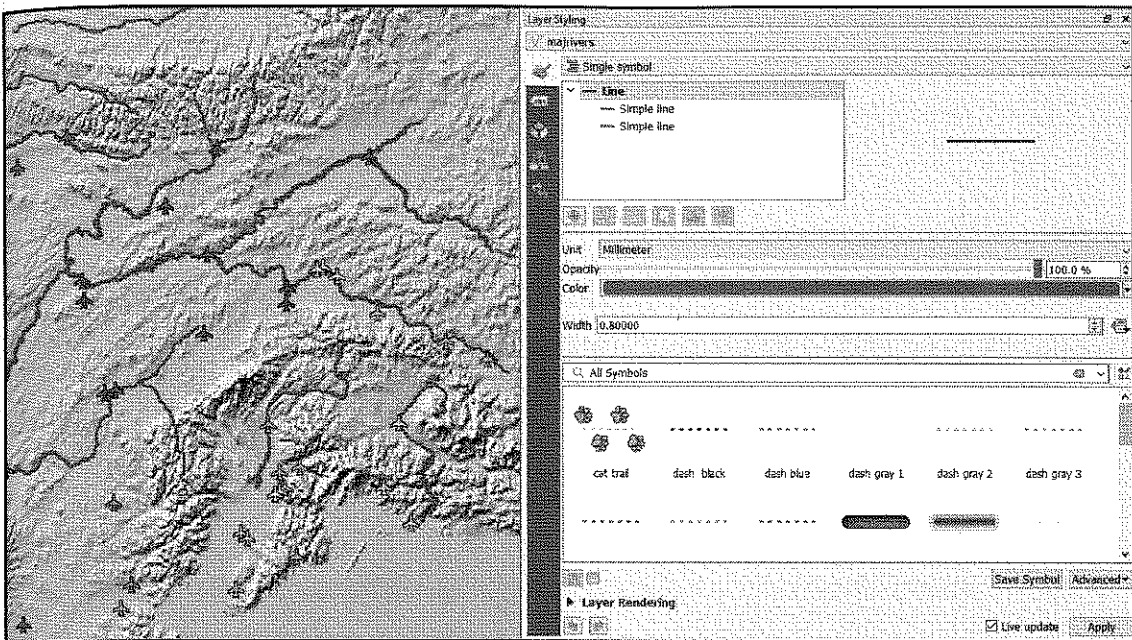 Layer Styling
majrivers
Single symbol
Line
Simple line
Simple line
Unit Millimeter
Opacity 100.0 %
Color
Width 0.80000
All Symbols
cat trail dash black dash blue dash gray 1 dash gray 2 dash gray 3
Save Symbol Advanced
Layer Rendering
Live update Apply